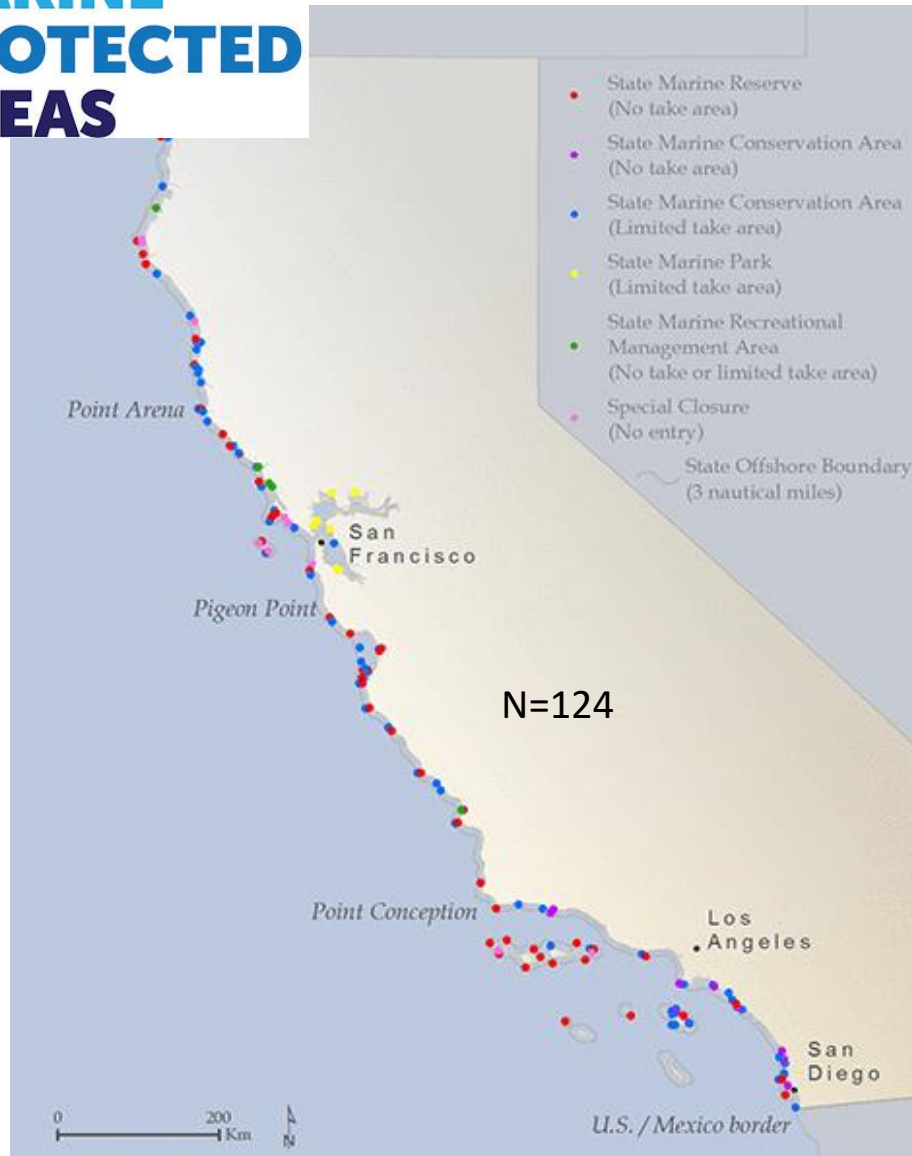 OTECTED
EAS
State Marine Reserve
(No take area)
State Marine Conservation Area
(No take area)
State Marine Conservation Area
(Limited take area)
State Marine Park
(Limited take area)
State Marine Recreational
Management Area
(No take or limited take area)
Special Closure
(No entry)
State Offshore Boundary
(3 nautical miles)
Point Arena
San
Francisco
Pigeon Point
N=124
Point Conception
Los
Angeles
San
Diego
U.S. / Mexico border
0 200
Km
N